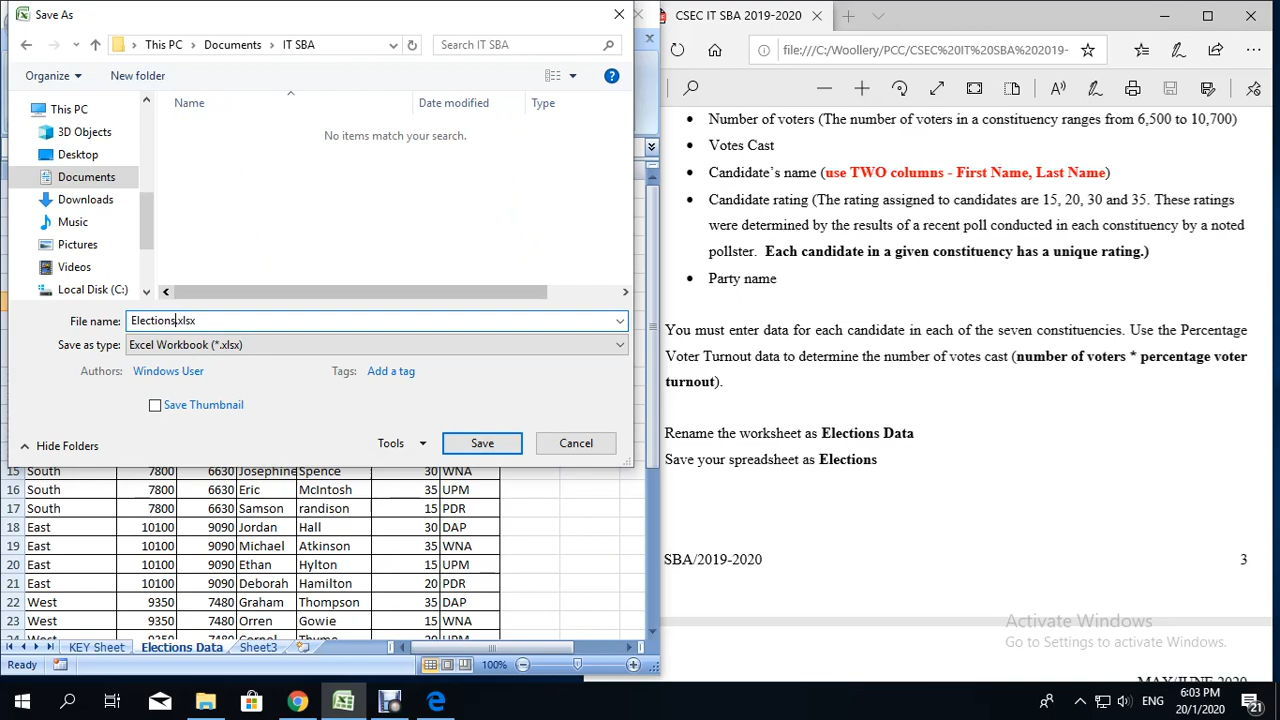 Save As
CSEC IT SBA 2019-2020
This PC
Documents
IT SBA
Search IT SBA
file:///C:/Woollery/PCC/CSEC%20IT%20SBA%202019-
Organize
New folder
Name
Date modified
Type
This PC
3D Objects
Desktop
Documents
Downloads
Music
Pictures
Videos
Local Disk (C:)
No items match your search.
File name:
Elections.xlsx
Save as type:
Excel Workbook (*.xlsx)
Authors:
Windows User
Tags:
Add a tag
Save Thumbnail
Hide Folders
Tools
Save
Cancel
15 South 7800 6630 Josephine Spence 30 WNA
16 South 7800 6630 Eric McIntosh 35 UPM
17 South 7800 6630 Samson randison 15 PDR
18 East 10100 9090 Jordan Hall 30 DAP
19 East 10100 9090 Michael Atkinson 35 WNA
20 East 10100 9090 Ethan Hylton 15 UPM
21 East 10100 9090 Deborah Hamilton 20 PDR
22 West 9350 7480 Graham Thompson 35 DAP
23 West 9350 7480 Orren Gowie 15 WNA
KEY Sheet
Elections Data
Sheet3
Ready
100%
• Number of voters (The number of voters in a constituency ranges from 6,500 to 10,700)
• Votes Cast
• Candidate’s name (use TWO columns - First Name, Last Name)
• Candidate rating (The rating assigned to candidates are 15, 20, 30 and 35. These ratings
were determined by the results of a recent poll conducted in each constituency by a noted
pollster. Each candidate in a given constituency has a unique rating.)
• Party name
You must enter data for each candidate in each of the seven constituencies. Use the Percentage
Voter Turnout data to determine the number of votes cast (number of voters * percentage voter
turnout).
Rename the worksheet as Elections Data
Save your spreadsheet as Elections
SBA/2019-2020
3
Activate Windows
Go to Settings to activate Windows.
MAY/JUNE 2020
ENG
6:03 PM
20/1/2020
21